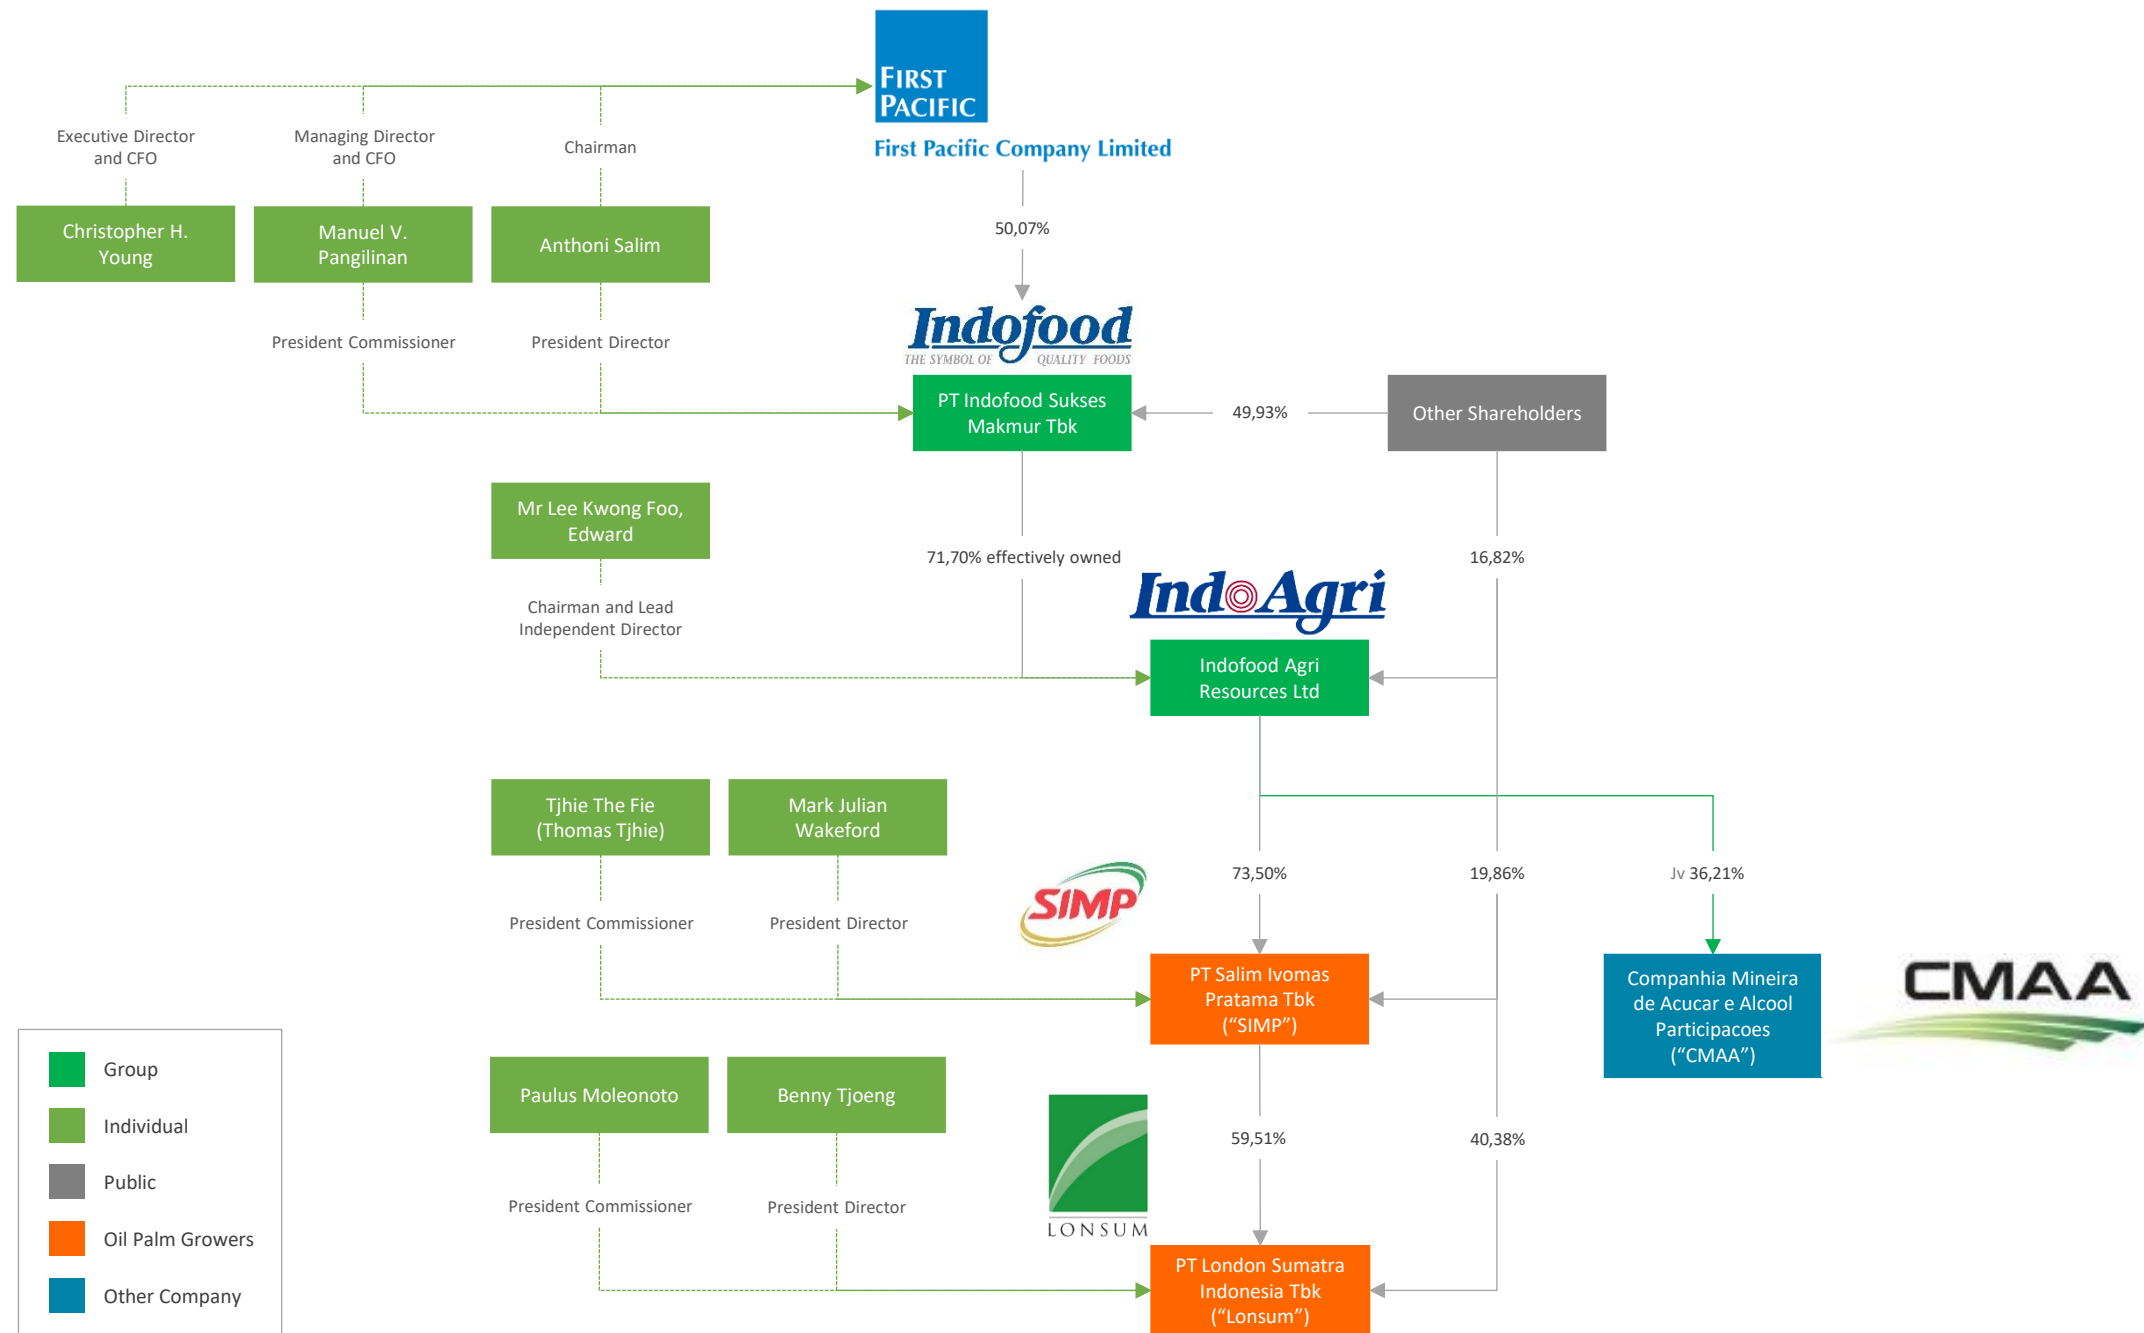 FIRST
PACIFIC
First Pacific Company Limited
Executive Director
and CFO
Managing Director
and CFO
Chairman
Christopher H.
Young
Manuel V.
Pangilinan
Anthoni Salim
50,07%
President Commissioner
President Director
Indofood
THE SYMBOL OF QUALITY FOODS
PT Indofood Sukses
Makmur Tbk
49,93%
Other Shareholders
Mr Lee Kwong Foo,
Edward
71,70% effectively owned
16,82%
IndoAgri
Chairman and Lead
Independent Director
Indofood Agri
Resources Ltd
Tjhie The Fie
(Thomas Tjhie)
Mark Julian
Wakeford
73,50%
19,86%
Jv 36,21%
SIMP
President Commissioner
President Director
PT Salim Ivomas
Pratama Tbk
("SIMP")
Companhia Mineira
de Acucar e Alcool
Participacoes
("CMAA")
CMAA
Paulus Moleonoto
Benny Tjoeng
59,51%
40,38%
President Commissioner
President Director
LONSUM
PT London Sumatra
Indonesia Tbk
("Lonsum")
Group
Individual
Public
Oil Palm Growers
Other Company